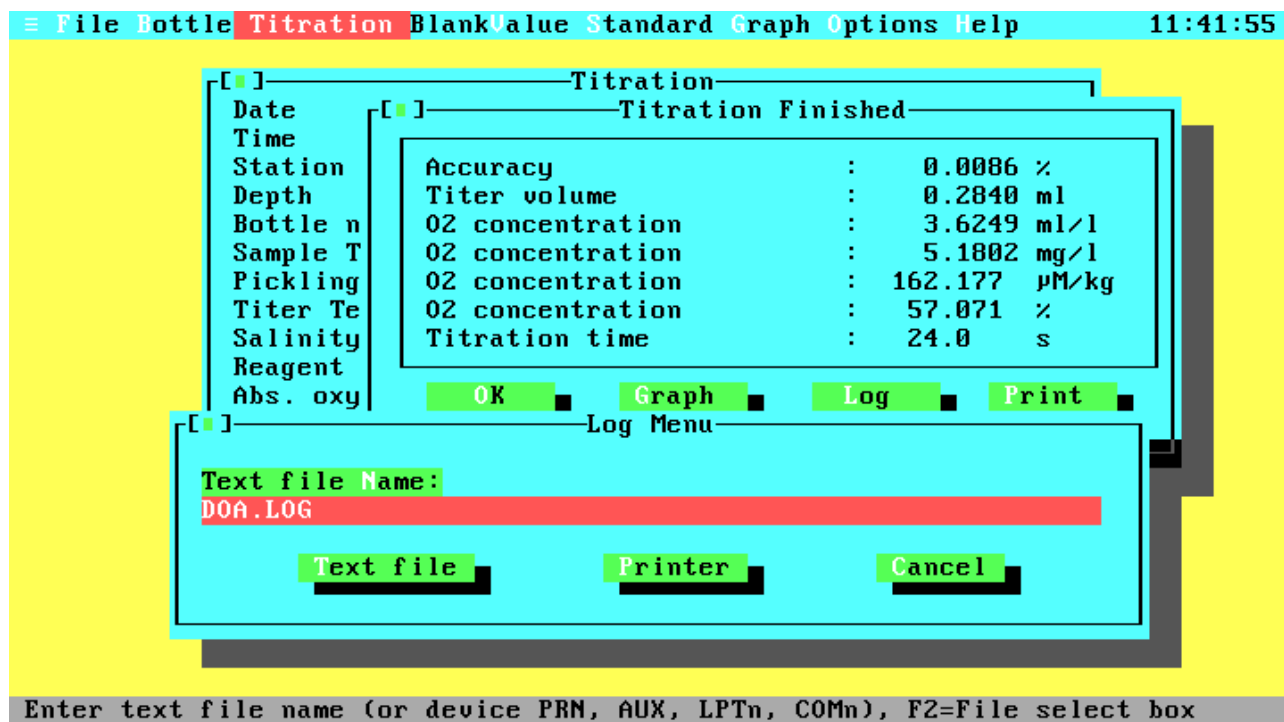 ≡ File Bottle Titration BlankValue Standard Graph Options Help 11:41:55
[▪] Titration
Date [▪] Titration Finished
Time
Station Accuracy : 0.0086 %
Depth Titer volume : 0.2840 ml
Bottle n O2 concentration : 3.6249 ml/l
Sample T O2 concentration : 5.1802 mg/l
Pickling O2 concentration : 162.177 µM/kg
Titer Te O2 concentration : 57.071 %
Salinity Titration time : 24.0 s
Reagent
Abs. oxy OK Graph Log Print
[▪] Log Menu
Text file Name:
DOA.LOG
Text file Printer Cancel
Enter text file name (or device PRN, AUX, LPTn, COMn), F2=File select box